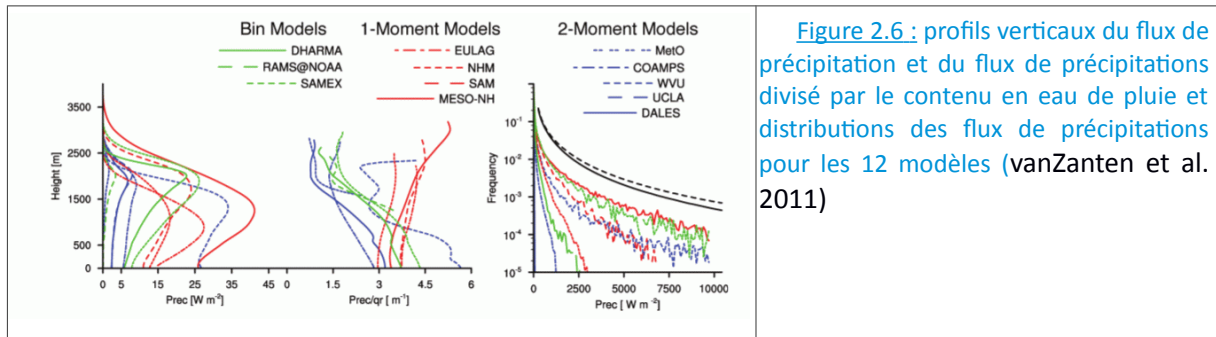 Bin Models
DHARMA
RAMS@NOAA
SAMEX
1-Moment Models
EULAG
NHM
SAM
MESO-NH
2-Moment Models
MetO
COAMPS
WVU
UCLA
DALES
Height [m]
3500
2500
1500
500
0
0 5 15 25 35 45
Prec [W m⁻²]
0 1.5 3 4.5 6
Prec/qr [ m⁻¹]
Frequency
10⁻¹
10⁻²
10⁻³
10⁻⁴
10⁻⁵
0 2500 5000 7500 10000
Prec [ W m⁻²]
Figure 2.6 : profils verticaux du flux de
précipitation et du flux de précipitations
divisé par le contenu en eau de pluie et
distributions des flux de précipitations
pour les 12 modèles (vanZanten et al.
2011)